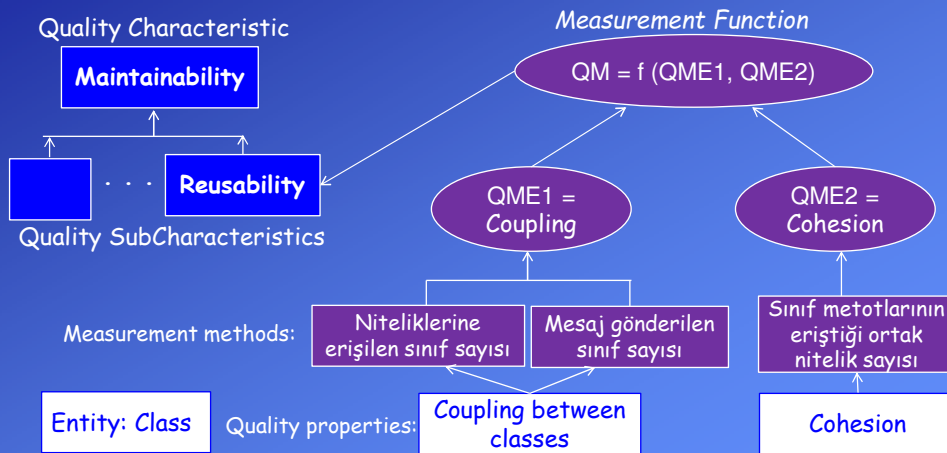 Quality Characteristic
Maintainability
. . .
Reusability
Quality SubCharacteristics
Measurement Function
QM = f (QME1, QME2)
QME1 =
Coupling
QME2 =
Cohesion
Measurement methods:
Niteliklerine
erişilen sınıf sayısı
Mesaj gönderilen
sınıf sayısı
Sınıf metotlarının
eriştiği ortak
nitelik sayısı
Entity: Class
Quality properties:
Coupling between
classes
Cohesion